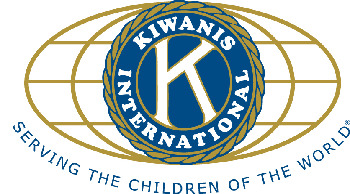 KIWANIS
K
INTERNATIONAL
SERVING THE CHILDREN OF THE WORLD®